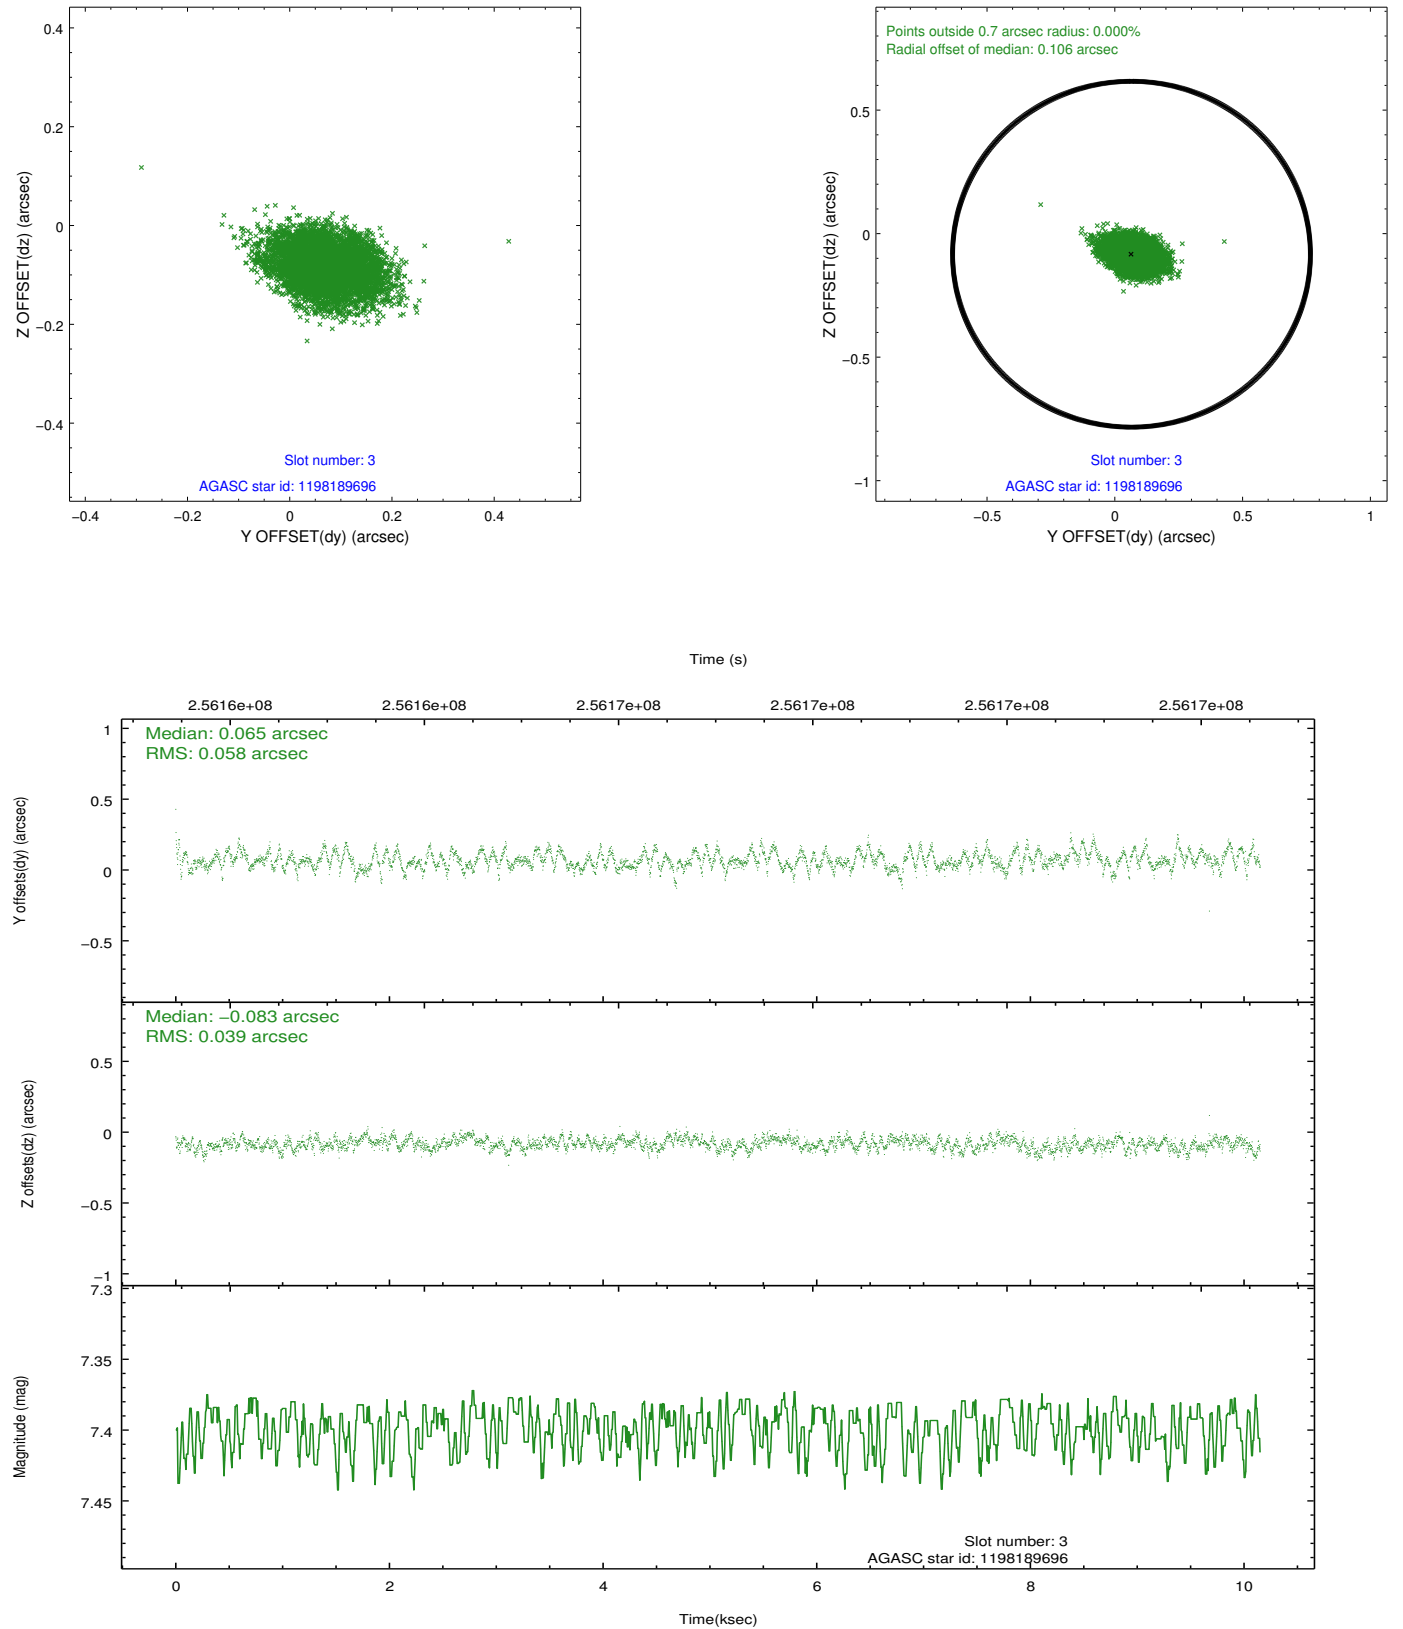 0.4
0.2
0
−0.2
−0.4
Z OFFSET(dz) (arcsec)
Slot number: 3
AGASC star id: 1198189696
−0.4 −0.2 0 0.2 0.4
Y OFFSET(dy) (arcsec)
Points outside 0.7 arcsec radius: 0.000%
Radial offset of median: 0.106 arcsec
0.5
0
−0.5
−1
Z OFFSET(dz) (arcsec)
Slot number: 3
AGASC star id: 1198189696
−0.5 0 0.5 1
Y OFFSET(dy) (arcsec)
Time (s)
2.5616e+08 2.5616e+08 2.5617e+08 2.5617e+08 2.5617e+08 2.5617e+08
Median: 0.065 arcsec
RMS: 0.058 arcsec
1
0.5
0
−0.5
Y offsets(dy) (arcsec)
Median: −0.083 arcsec
RMS: 0.039 arcsec
0.5
0
−0.5
−1
Z offsets(dz) (arcsec)
7.3
7.35
7.4
7.45
Magnitude (mag)
Slot number: 3
AGASC star id: 1198189696
0 2 4 6 8 10
Time(ksec)